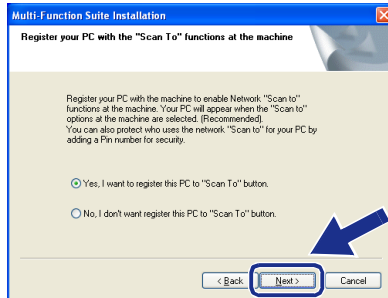 Multi-Function Suite Installation
Register your PC with the "Scan To" functions at the machine
Register your PC with the machine to enable Network "Scan to"
functions at the machine. Your PC will appear when the "Scan to"
options at the machine are selected. (Recommended).
You can also protect who uses the network "Scan to" for your PC by
adding a Pin number for security.
Yes, I want to register this PC to "Scan To" button.
No, I don't want register this PC to "Scan To" button.
< Back
Next >
Cancel